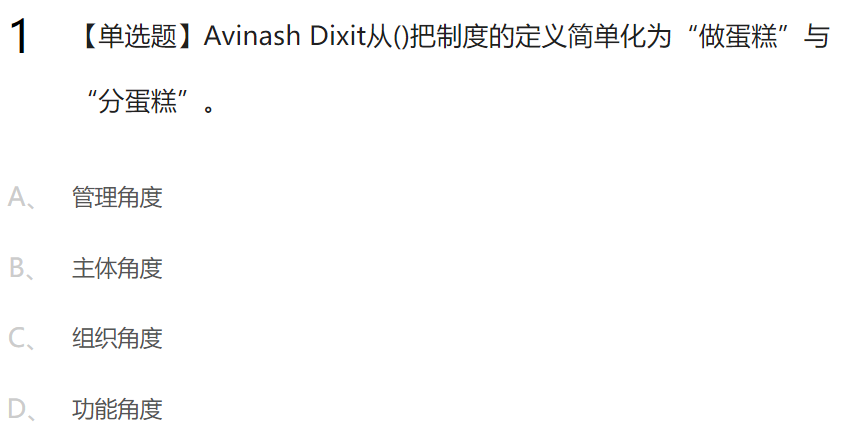 1 【单选题】Avinash Dixit从()把制度的定义简单化为“做蛋糕”与
“分蛋糕”。
A、 管理角度
B、 主体角度
C、 组织角度
D、 功能角度